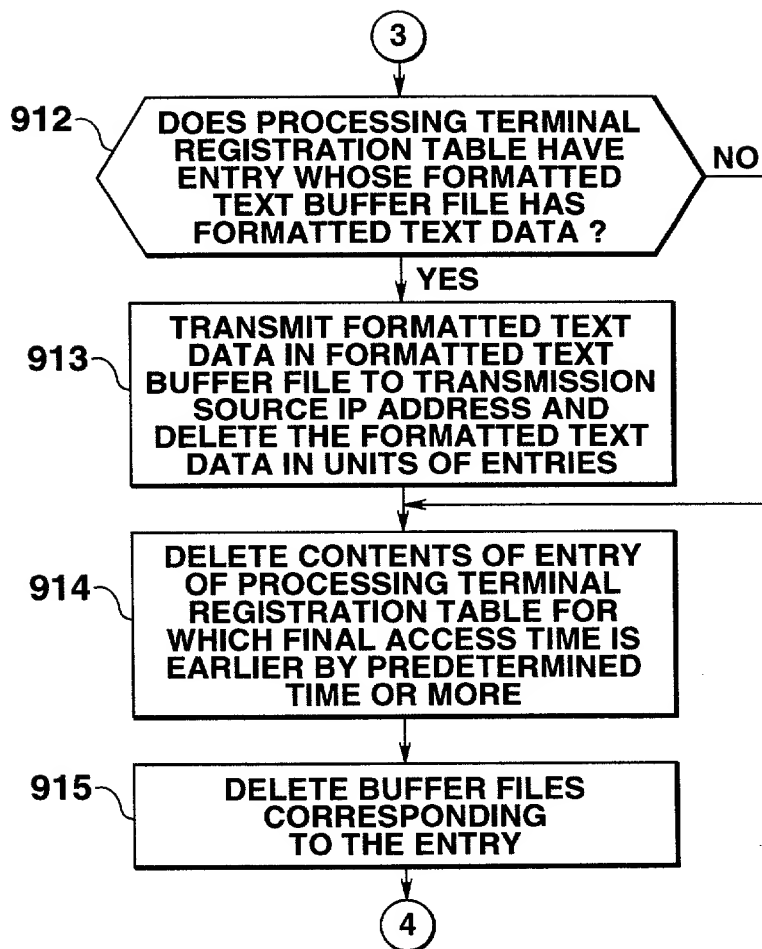 3
912
DOES PROCESSING TERMINAL
REGISTRATION TABLE HAVE
ENTRY WHOSE FORMATTED
TEXT BUFFER FILE HAS
FORMATTED TEXT DATA ?
NO
YES
913
TRANSMIT FORMATTED TEXT
DATA IN FORMATTED TEXT
BUFFER FILE TO TRANSMISSION
SOURCE IP ADDRESS AND
DELETE THE FORMATTED TEXT
DATA IN UNITS OF ENTRIES
914
DELETE CONTENTS OF ENTRY
OF PROCESSING TERMINAL
REGISTRATION TABLE FOR
WHICH FINAL ACCESS TIME IS
EARLIER BY PREDETERMINED
TIME OR MORE
915
DELETE BUFFER FILES
CORRESPONDING
TO THE ENTRY
4